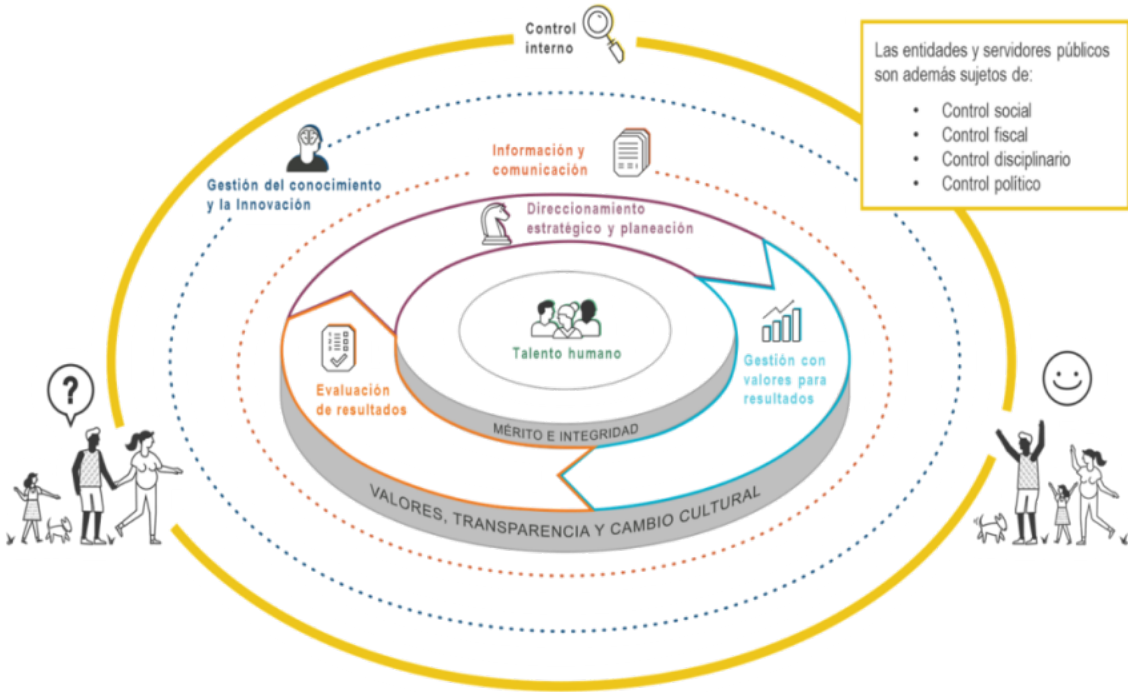 Control
interno
Las entidades y servidores públicos
son además sujetos de:
• Control social
• Control fiscal
• Control disciplinario
• Control político
Gestión del conocimiento
y la Innovación
Información y
comunicación
Direccionamiento
estratégico y planeación
Talento humano
Gestión con
valores para
resultados
Evaluación
de resultados
MÉRITO E INTEGRIDAD
VALORES, TRANSPARENCIA Y CAMBIO CULTURAL
?